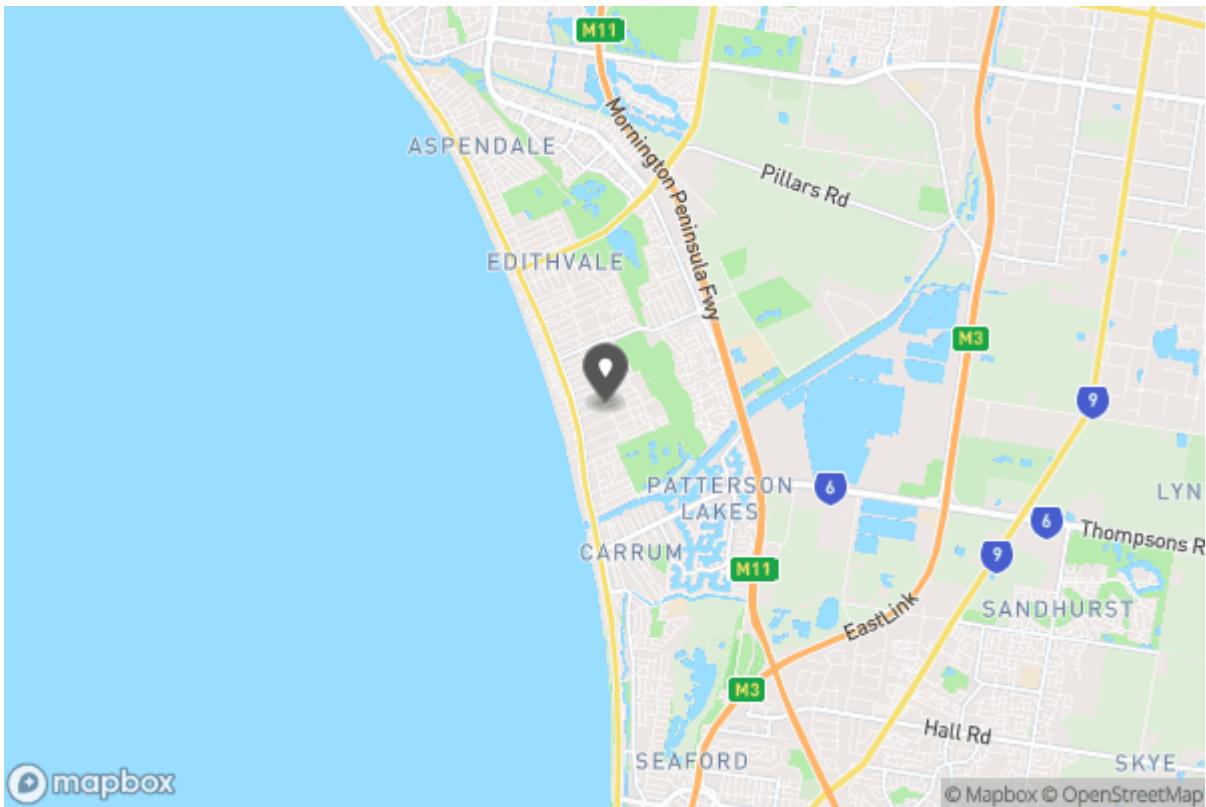 M11
ASPENDALE
Mornington Peninsula Fwy
Pillars Rd
EDITHVALE
M3
9
PATTERSON
LAKES
6
LYN
6
Thompsons R
CARRUM
9
M11
SANDHURST
EastLink
M3
Hall Rd
SEAFORD
SKYE
mapbox
© Mapbox © OpenStreetMap